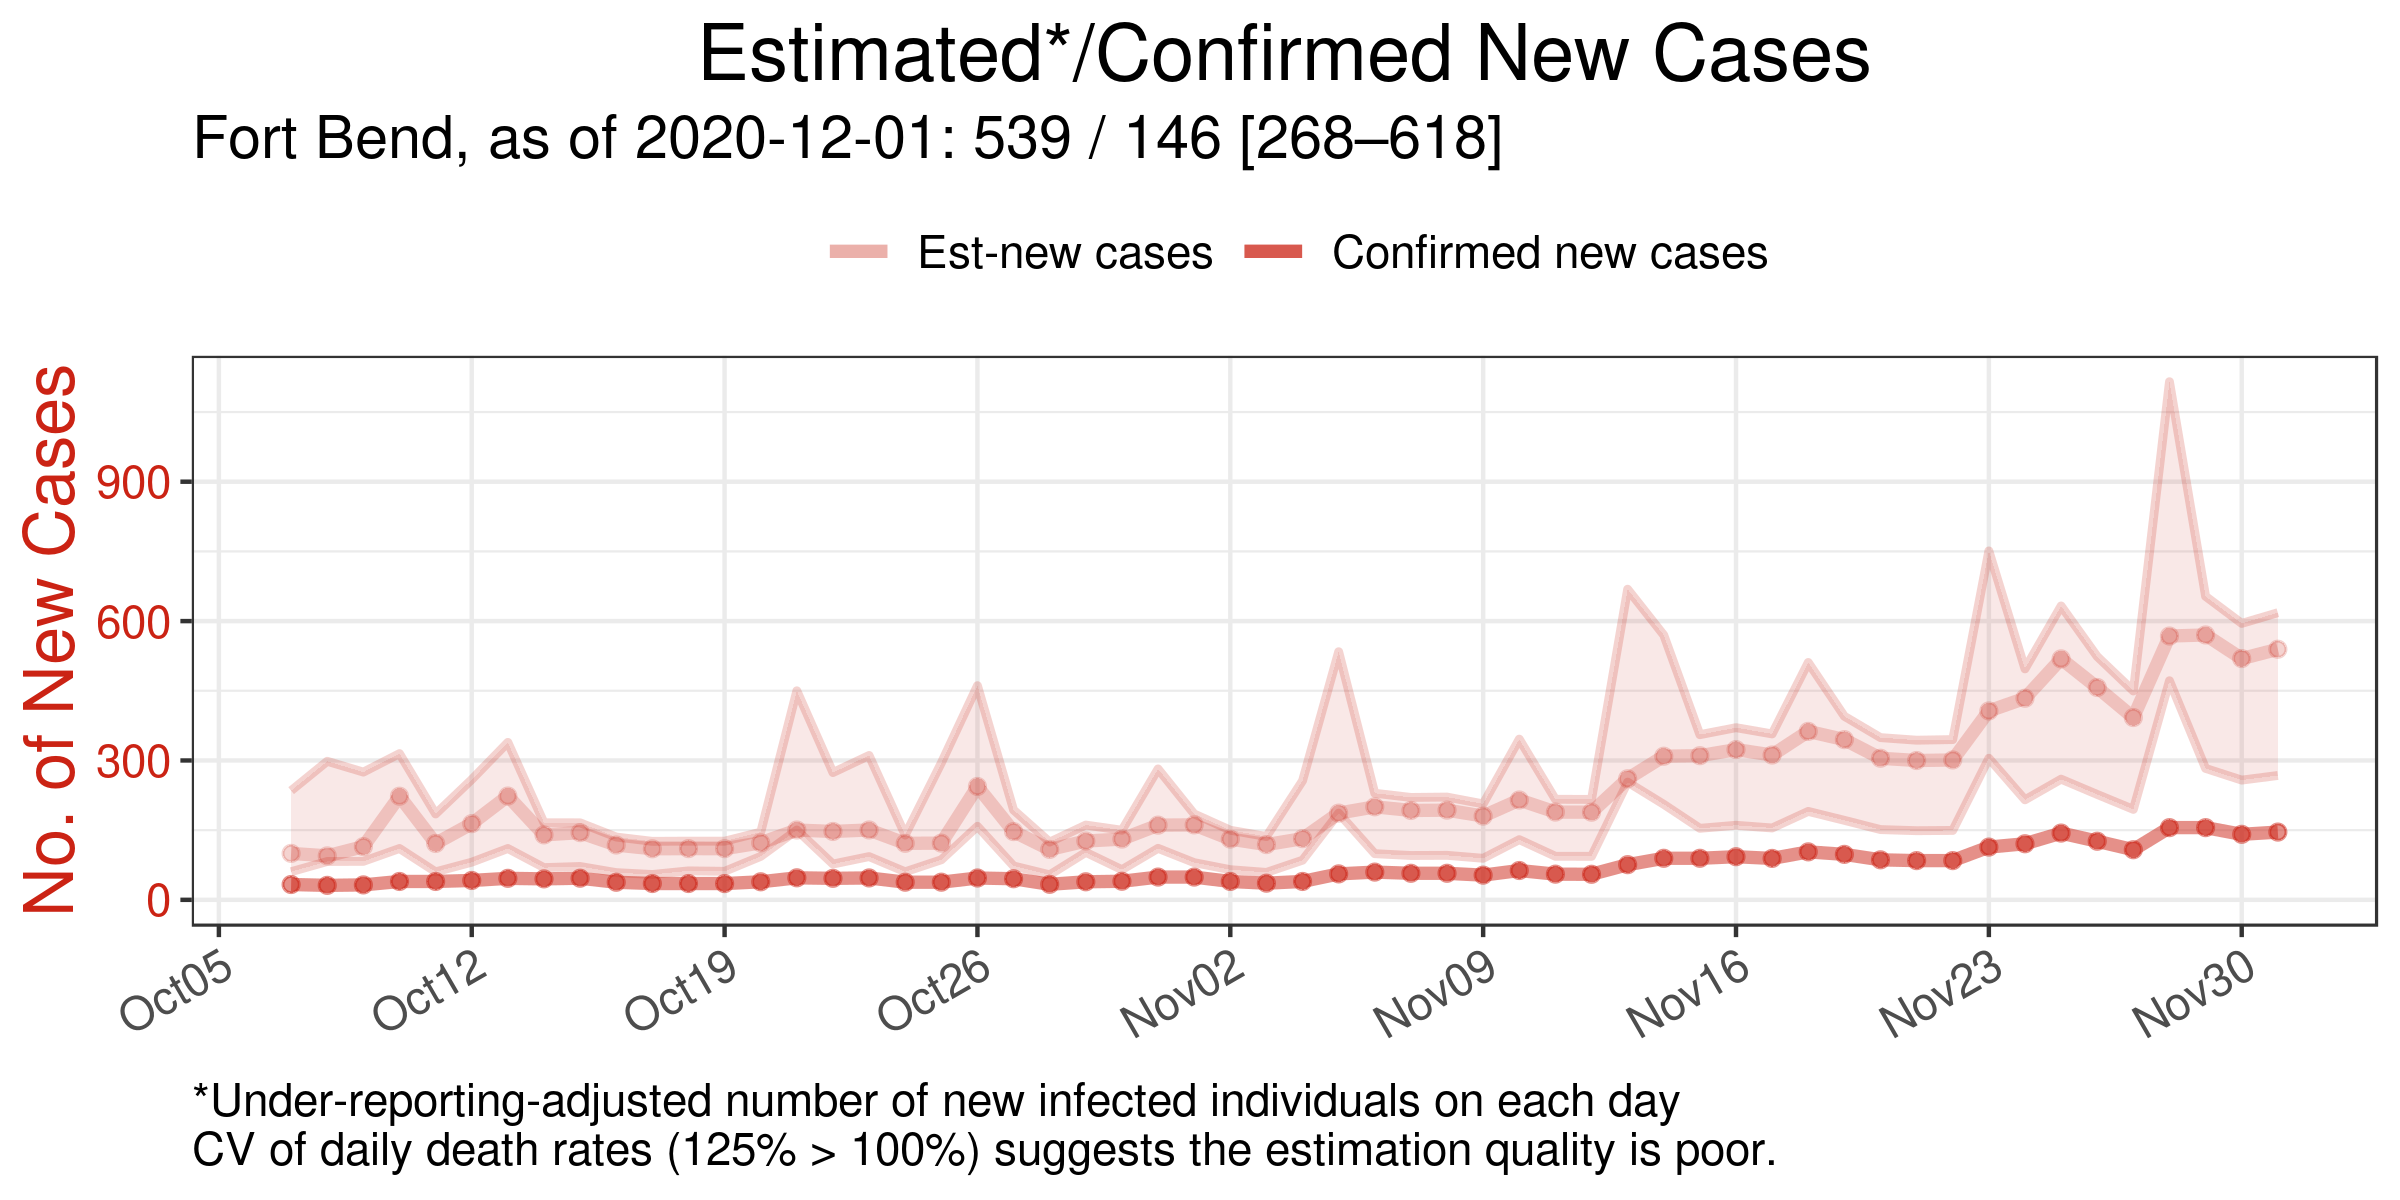 Estimated*/Confirmed New Cases
Fort Bend, as of 2020-12-01: 539 / 146 [268–618]
Est-new cases
Confirmed new cases
No. of New Cases
900
600
300
0
Oct05
Oct12
Oct19
Oct26
Nov02
Nov09
Nov16
Nov23
Nov30
*Under-reporting-adjusted number of new infected individuals on each day
CV of daily death rates (125% > 100%) suggests the estimation quality is poor.